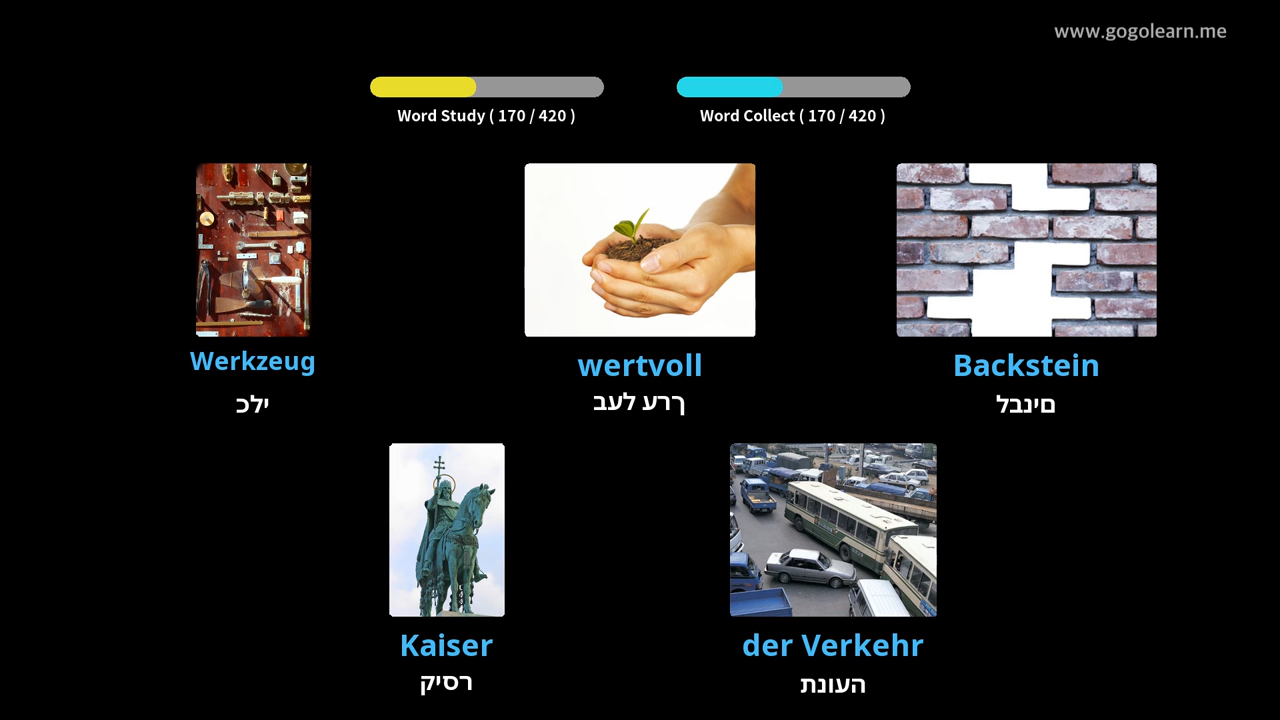 www.gogolearn.me
Word Study ( 170 / 420 )
Word Collect ( 170 / 420 )
Werkzeug
ילכ
wertvoll
ךרע לעב
Backstein
םינבל
Kaiser
רסיק
der Verkehr
העונת